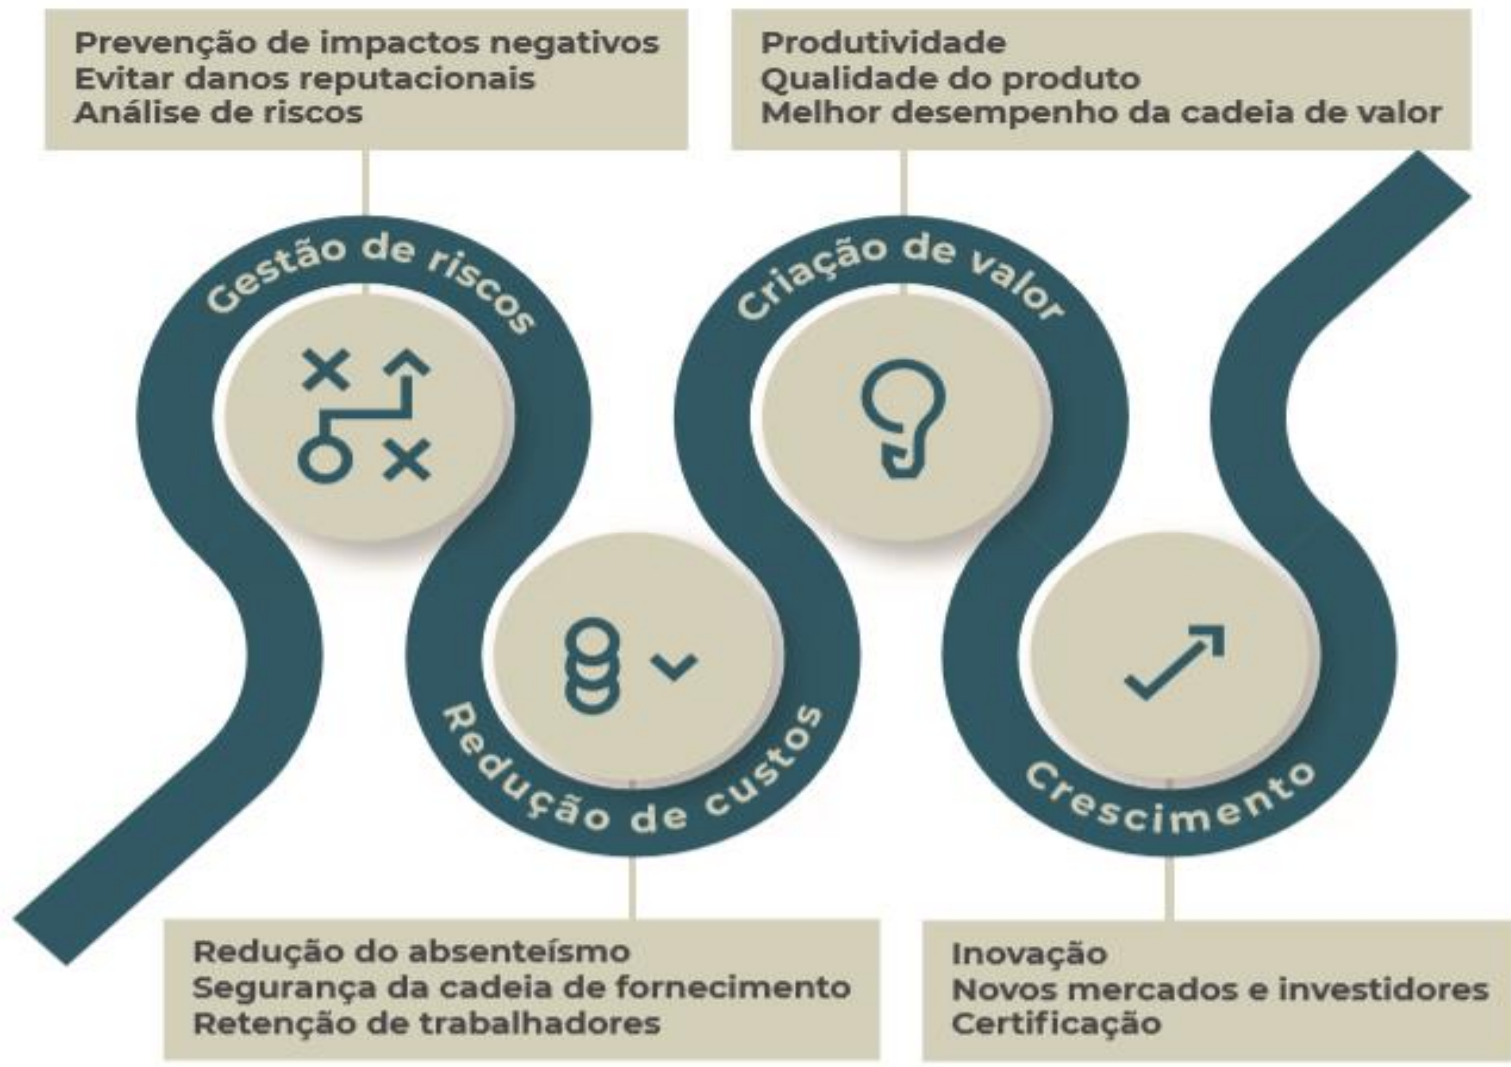 Prevenção de impactos negativos
Evitar danos reputacionais
Análise de riscos
Produtividade
Qualidade do produto
Melhor desempenho da cadeia de valor
Gestão de riscos
Criação de valor
Redução de custos
Crescimento
Redução do absenteísmo
Segurança da cadeia de fornecimento
Retenção de trabalhadores
Inovação
Novos mercados e investidores
Certificação